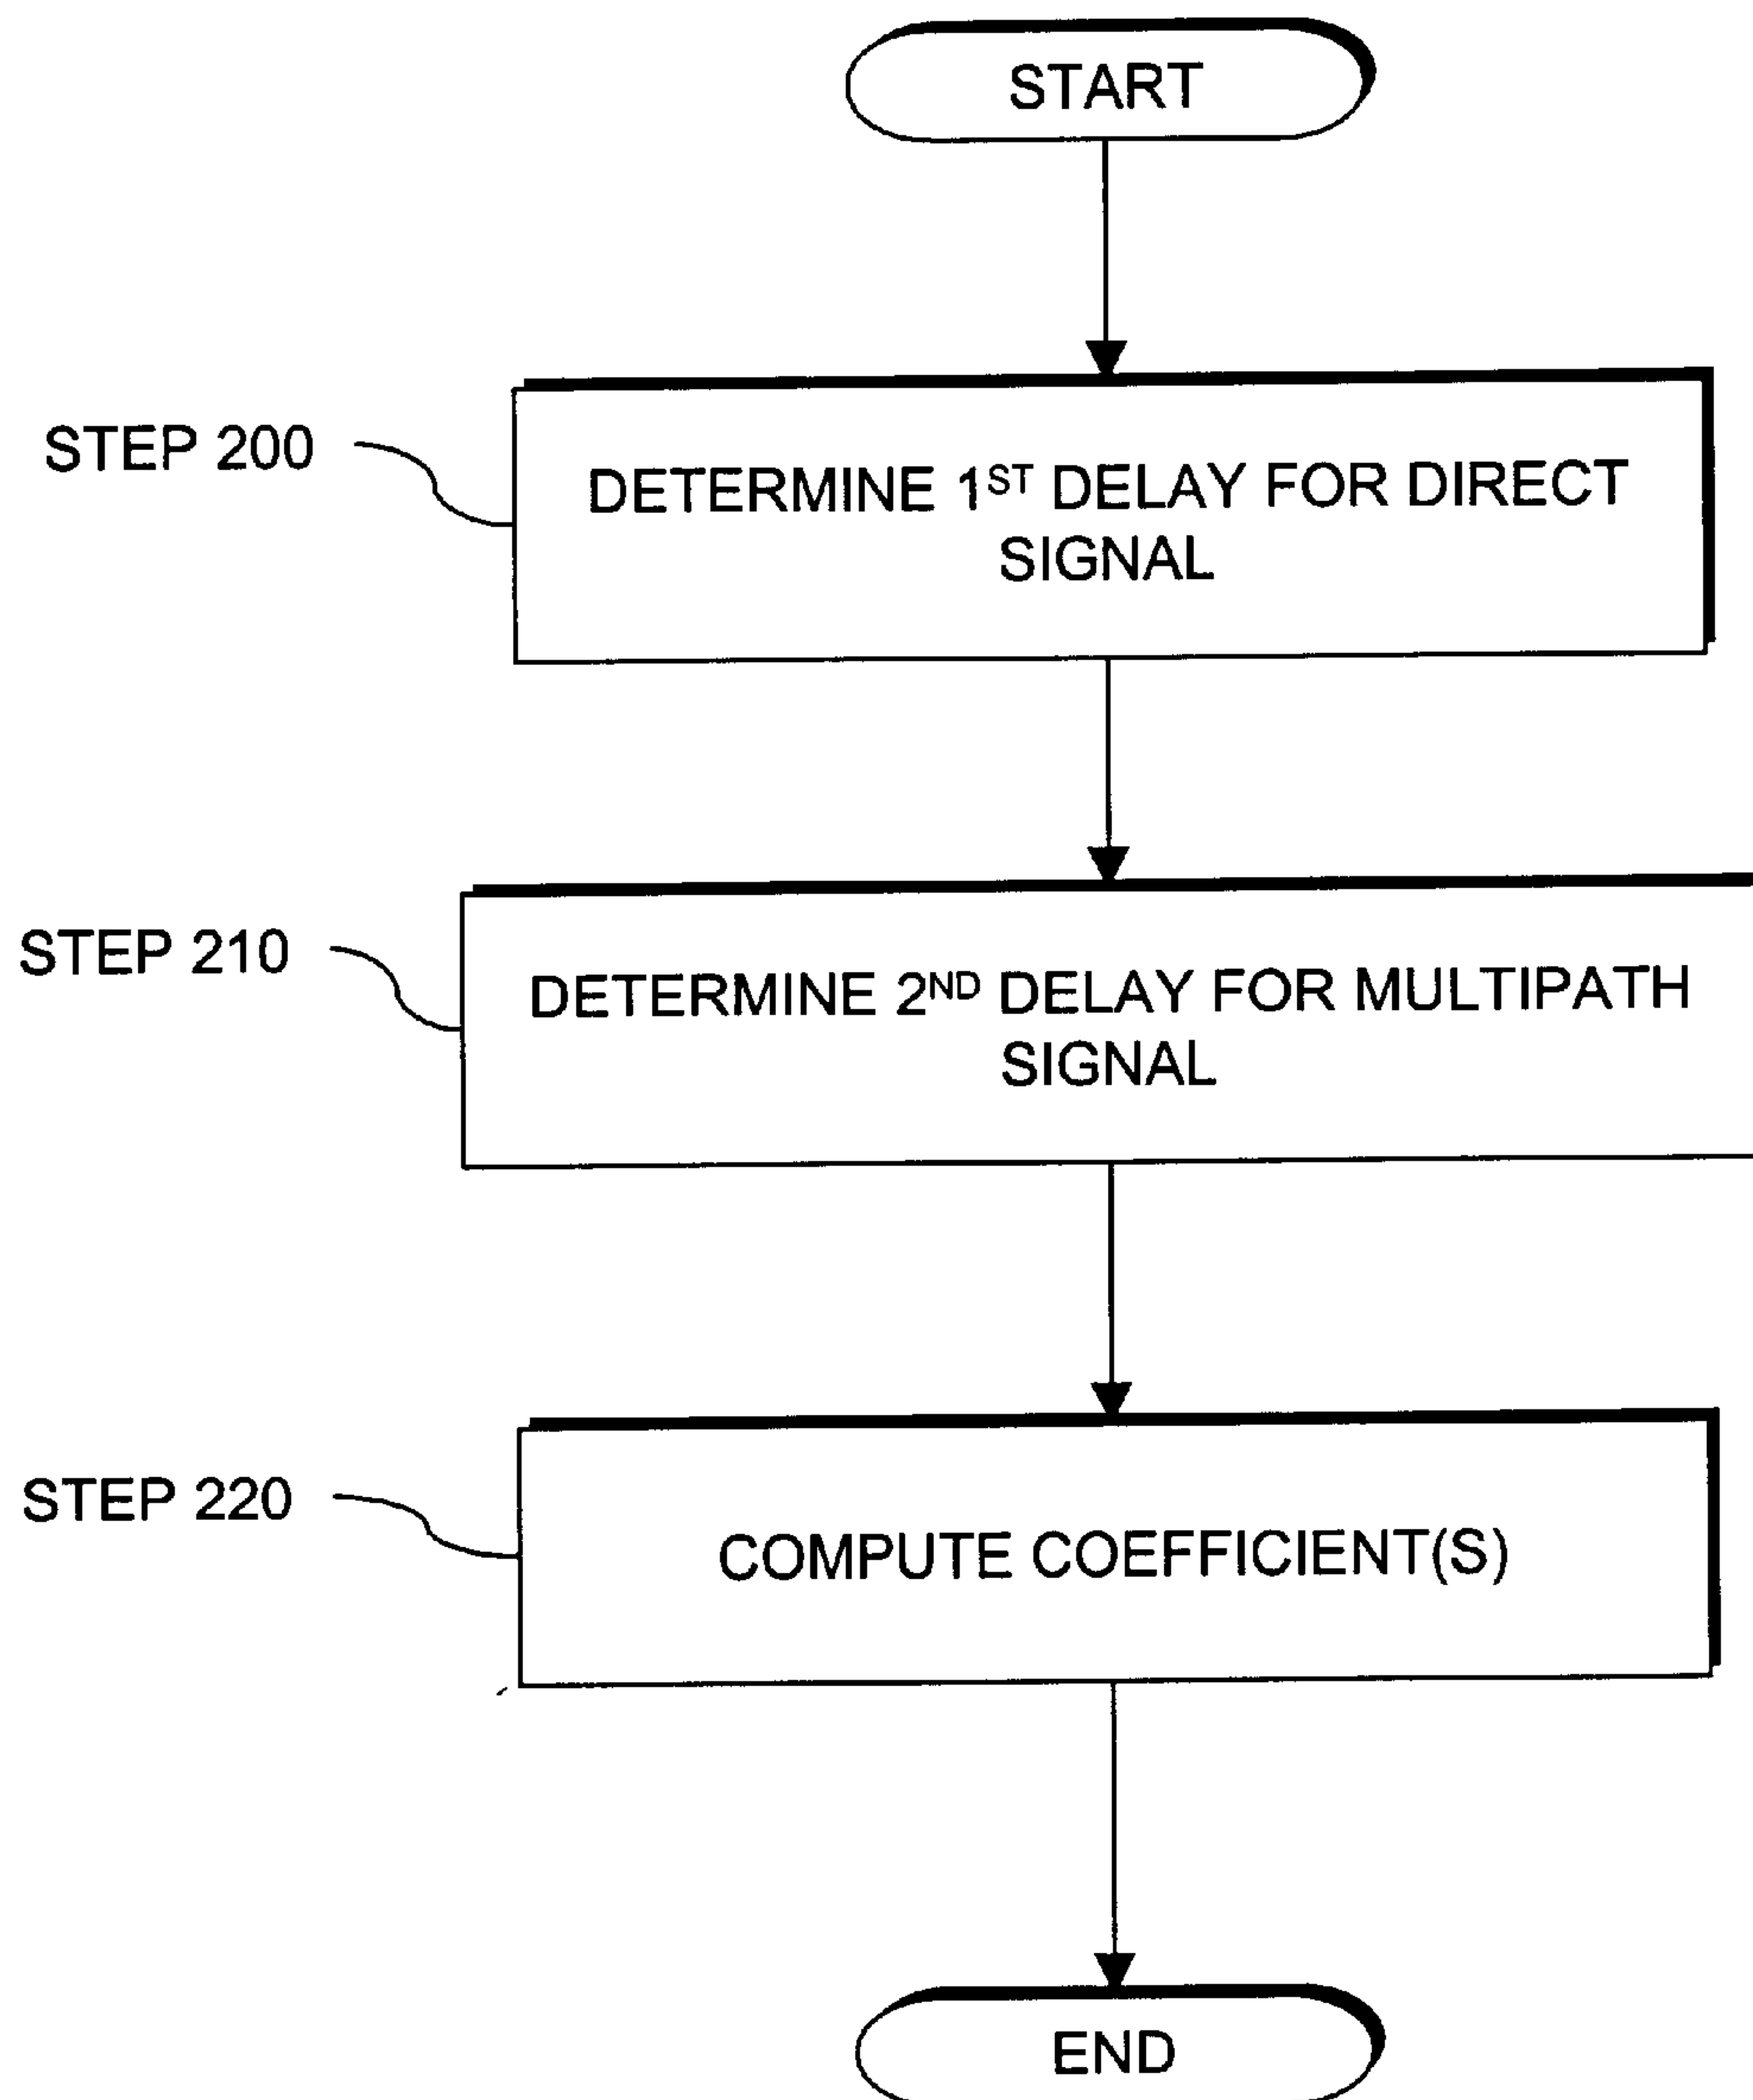 START
STEP 200
DETERMINE 1ST DELAY FOR DIRECT
SIGNAL
STEP 210
DETERMINE 2ND DELAY FOR MULTIPATH
SIGNAL
STEP 220
COMPUTE COEFFICIENT(S)
END